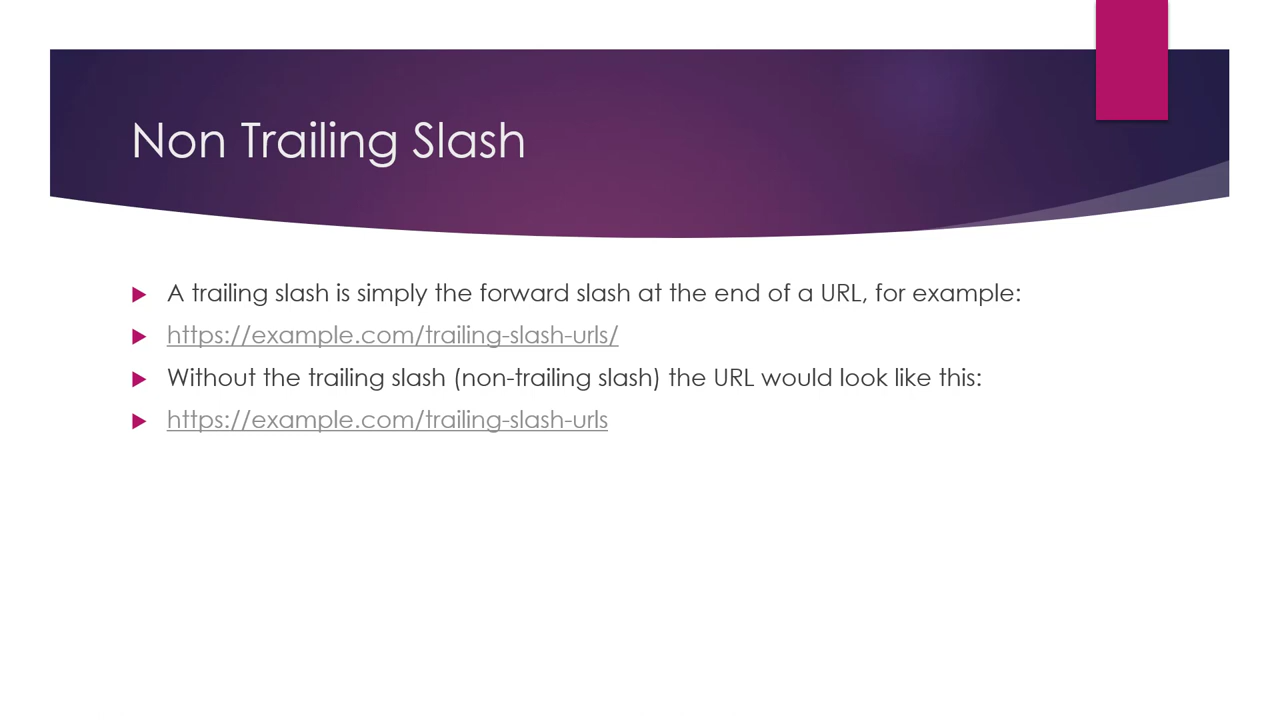 Non Trailing Slash
A trailing slash is simply the forward slash at the end of a URL, for example:
https://example.com/trailing-slash-urls/
Without the trailing slash (non-trailing slash) the URL would look like this:
https://example.com/trailing-slash-urls